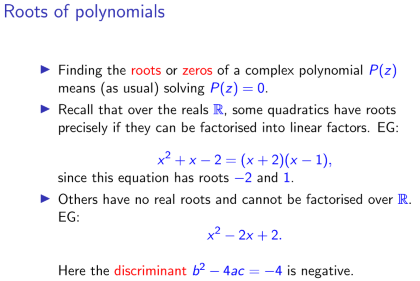 Roots of polynomials
▶ Finding the roots or zeros of a complex polynomial P(z)
means (as usual) solving P(z) = 0.
▶ Recall that over the reals ℝ, some quadratics have roots
precisely if they can be factorised into linear factors. EG:
x² + x − 2 = (x + 2)(x − 1),
since this equation has roots −2 and 1.
▶ Others have no real roots and cannot be factorised over ℝ.
EG:
x² − 2x + 2.
Here the discriminant b² − 4ac = −4 is negative.